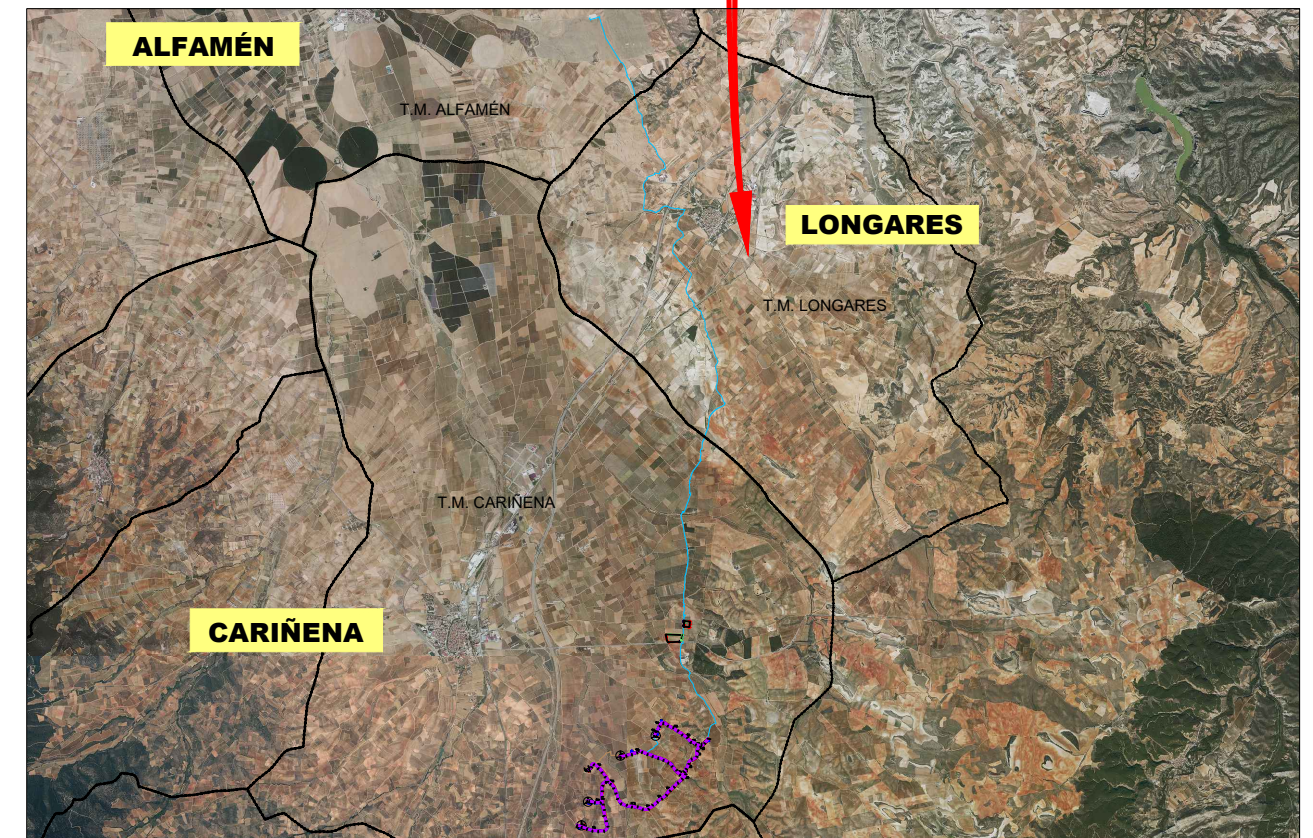 ALFAMÉN
T.M. ALFAMÉN
LONGARES
T.M. LONGARES
T.M. CARIÑENA
CARIÑENA